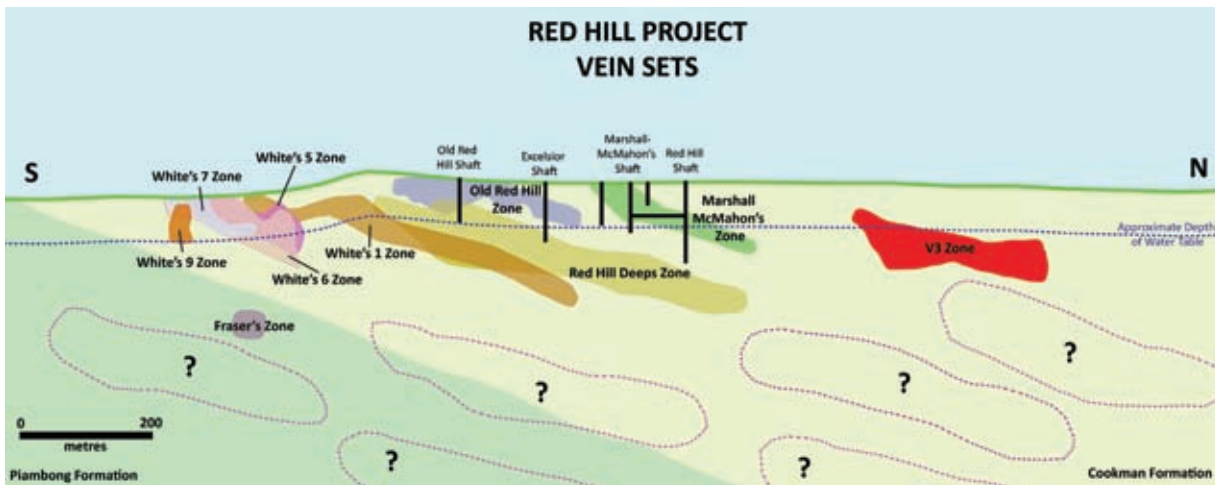 RED HILL PROJECT
VEIN SETS
S
N
White's 5 Zone
White's 7 Zone
Old Red
Hill Shaft
Excelsior
Shaft
Marshall-
McMahon's
Shaft
Red Hill
Shaft
Old Red Hill
Zone
Marshall
McMahon's
Zone
Approximate Depth
of Water Table
White's 9 Zone
White's 1 Zone
White's 6 Zone
Red Hill Deeps Zone
V3 Zone
Fraser's Zone
?
?
?
?
?
?
0
200
metres
Piambong Formation
Cookman Formation